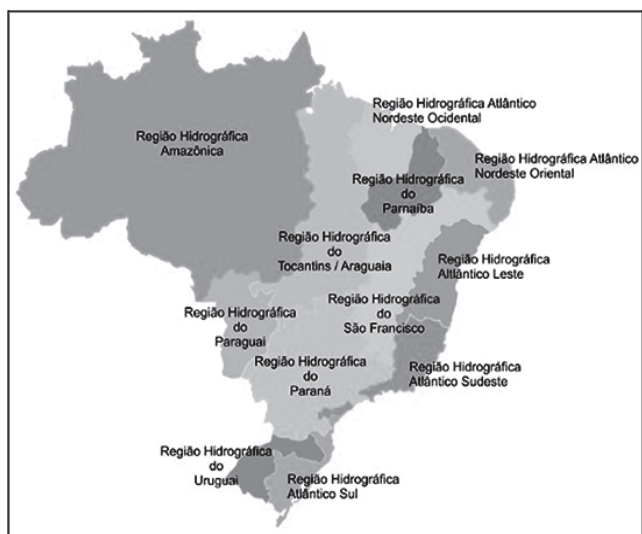 Região Hidrográfica Atlântico
Nordeste Ocidental
Região Hidrográfica
Amazônica
Região Hidrográfica Atlântico
Nordeste Oriental
Região Hidrográfica
do
Parnaíba
Região Hidrográfica
do
Tocantins / Araguaia
Região Hidrográfica
Altlântico Leste
Região Hidrográfica
do
São Francisco
Região Hidrográfica
do
Paraguai
Região Hidrográfica
do
Paraná
Região Hidrográfica
Atlântico Sudeste
Região Hidrográfica
do
Uruguai
Região Hidrográfica
Atlântico Sul